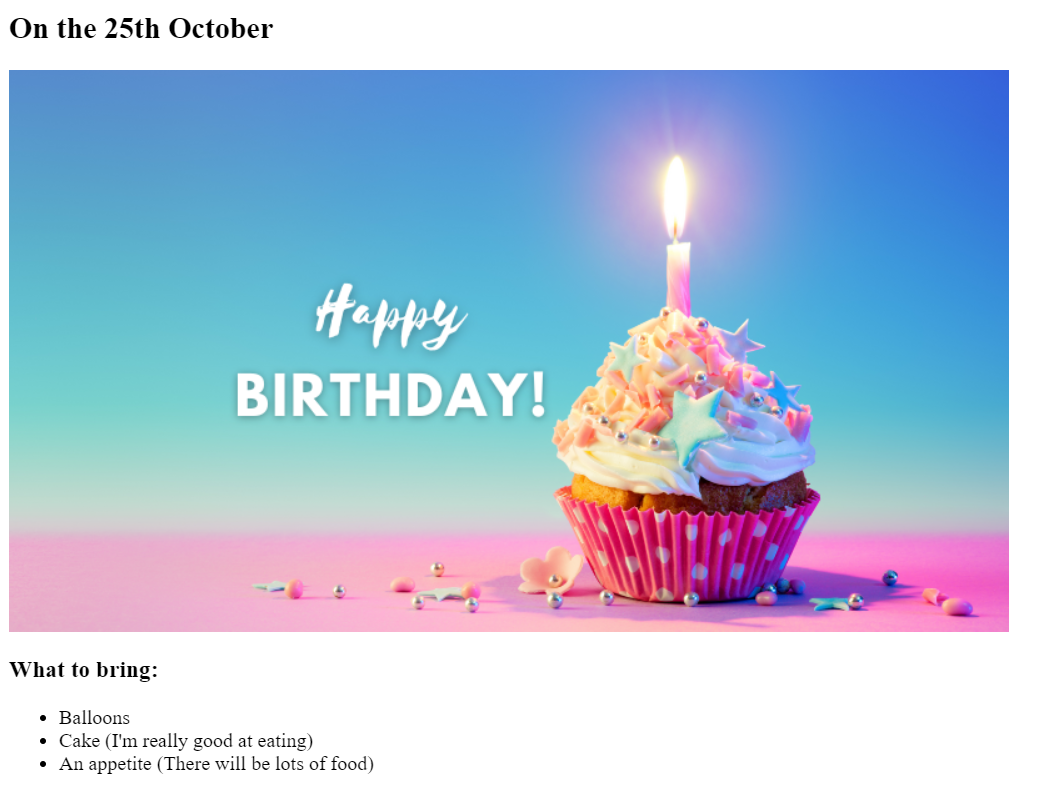 On the 25th October
Happy
BIRTHDAY!
What to bring:
Balloons
Cake (I'm really good at eating)
An appetite (There will be lots of food)